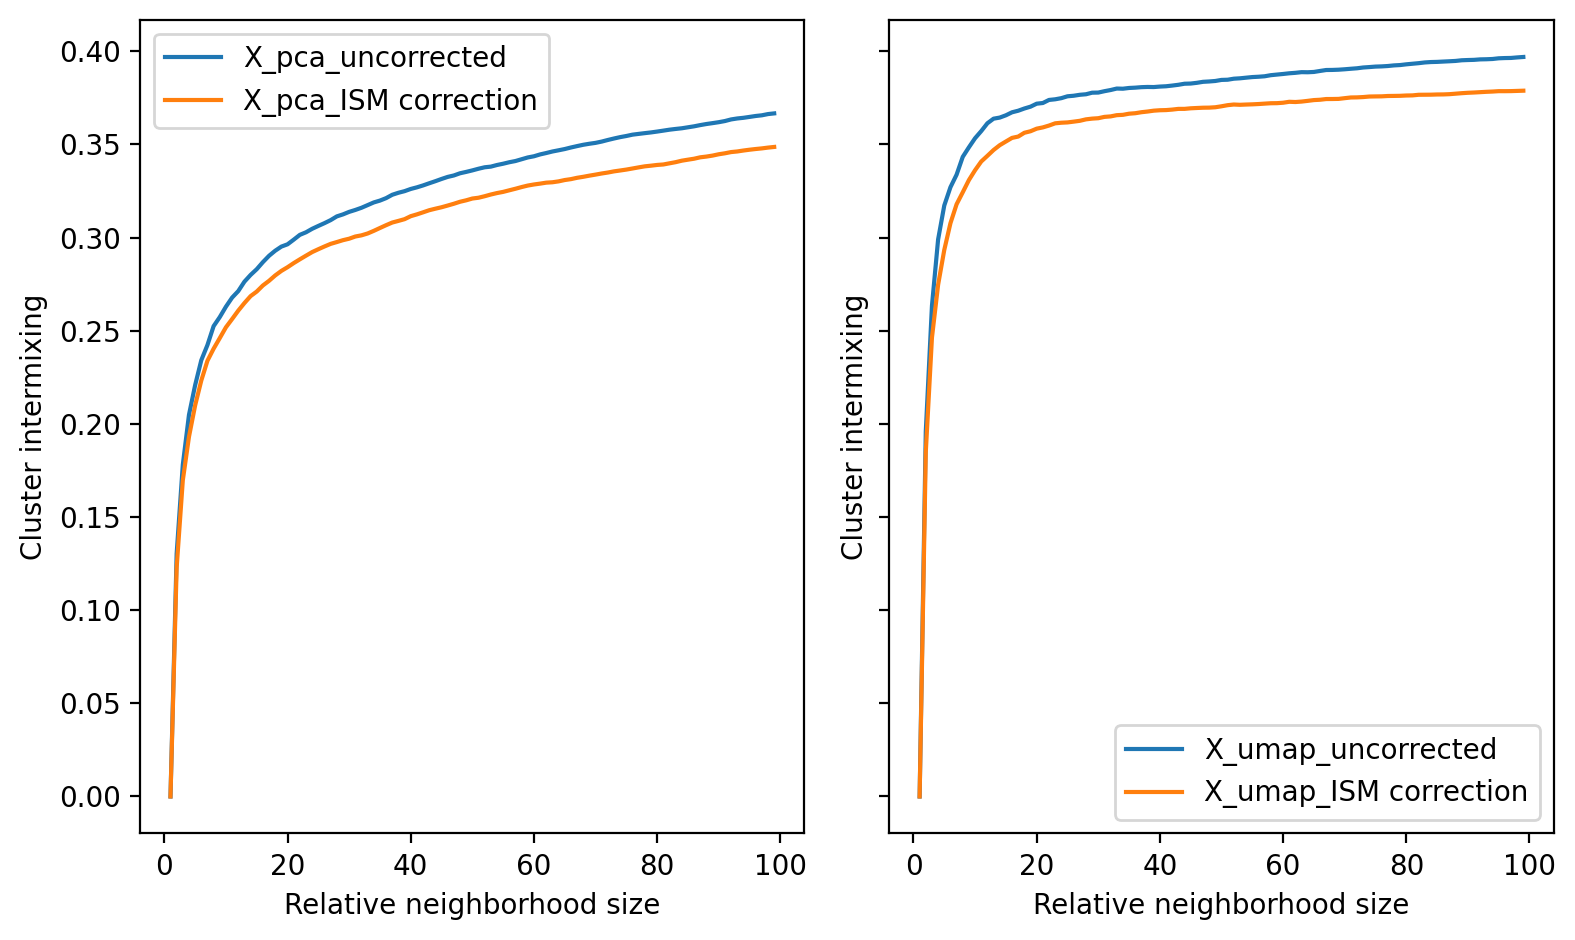 X_pca_uncorrected
X_pca_ISM correction
0.40
0.35
0.30
0.25
0.20
0.15
0.10
0.05
0.00
Cluster intermixing
0 20 40 60 80 100
Relative neighborhood size
Cluster intermixing
X_umap_uncorrected
X_umap_ISM correction
0 20 40 60 80 100
Relative neighborhood size